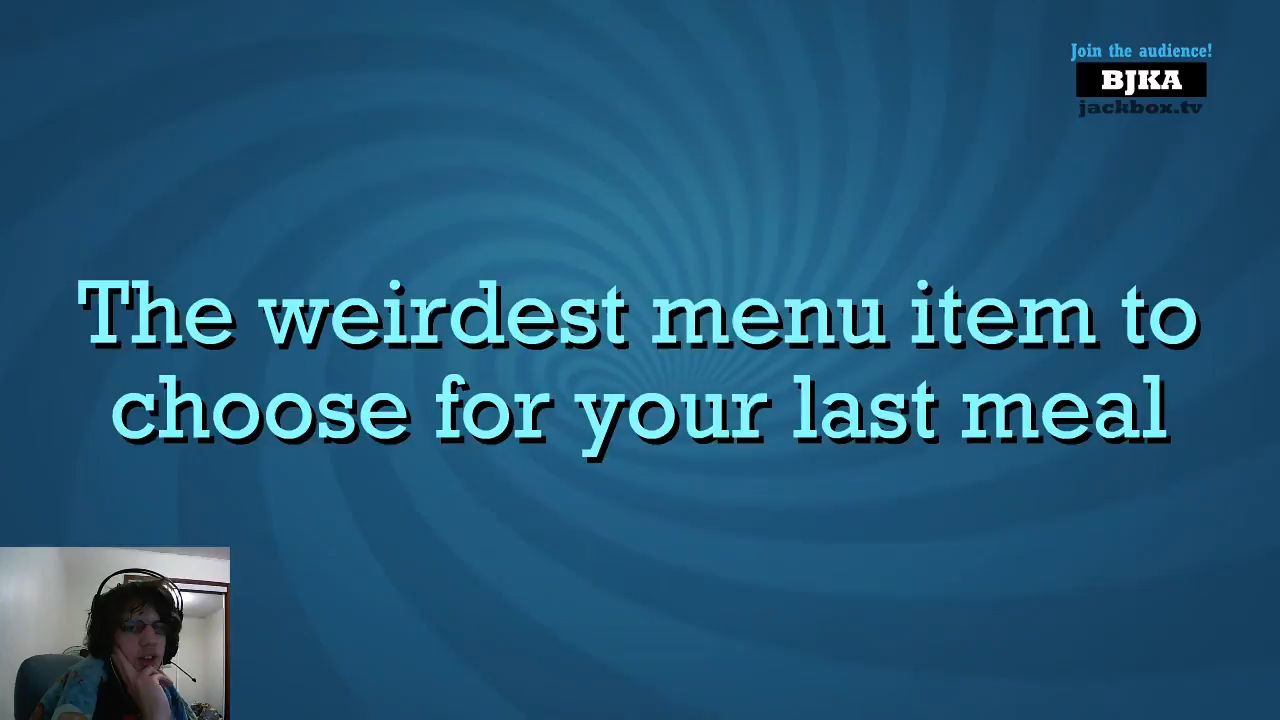 Join the audience!
BJKA
jackbox.tv
The weirdest menu item to
choose for your last meal